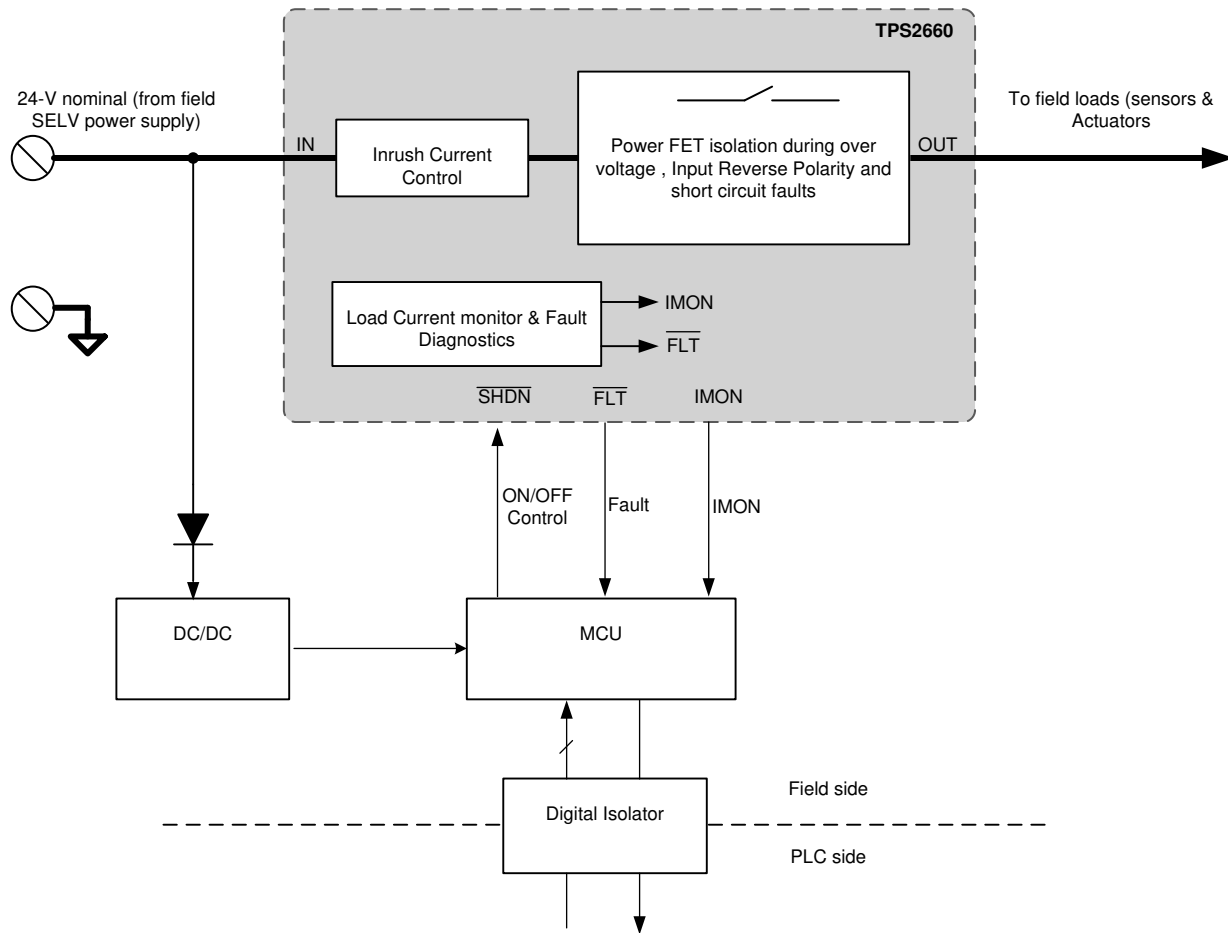 TPS2660
24-V nominal (from field
SELV power supply)
To field loads (sensors &
Actuators
IN
Inrush Current
Control
Power FET isolation during over
voltage , Input Reverse Polarity and
short circuit faults
OUT
Load Current monitor & Fault
Diagnostics
IMON
FLT
SHDN
FLT
IMON
ON/OFF
Control
Fault
IMON
DC/DC
MCU
Digital Isolator
Field side
PLC side